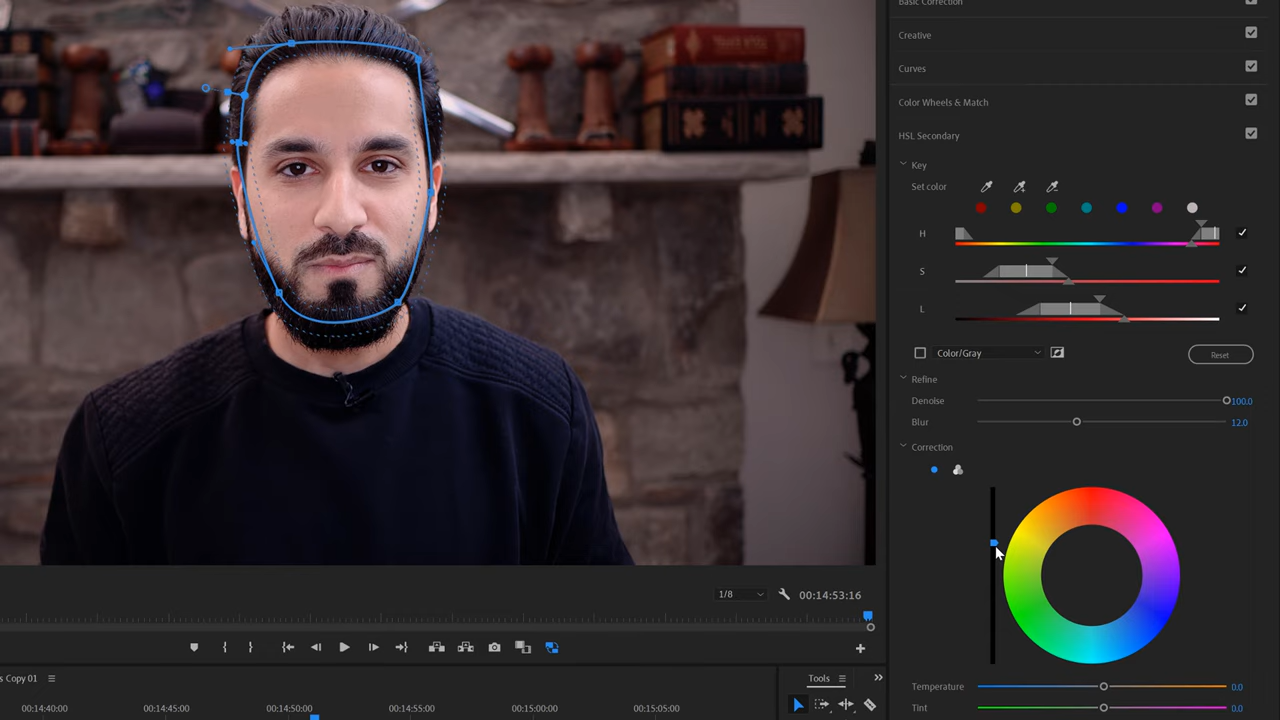 Basic Correction
Creative
Curves
Color Wheels & Match
HSL Secondary
Key
Set color
H
S
L
Color/Gray
Reset
Refine
Denoise
100.0
Blur
12.0
Correction
1/8
00:14:53:16
s Copy 01
Tools
Temperature
0.0
Tint
0.0
00:14:40:00
00:14:45:00
00:14:50:00
00:14:55:00
00:15:00:00
00:15:05:00